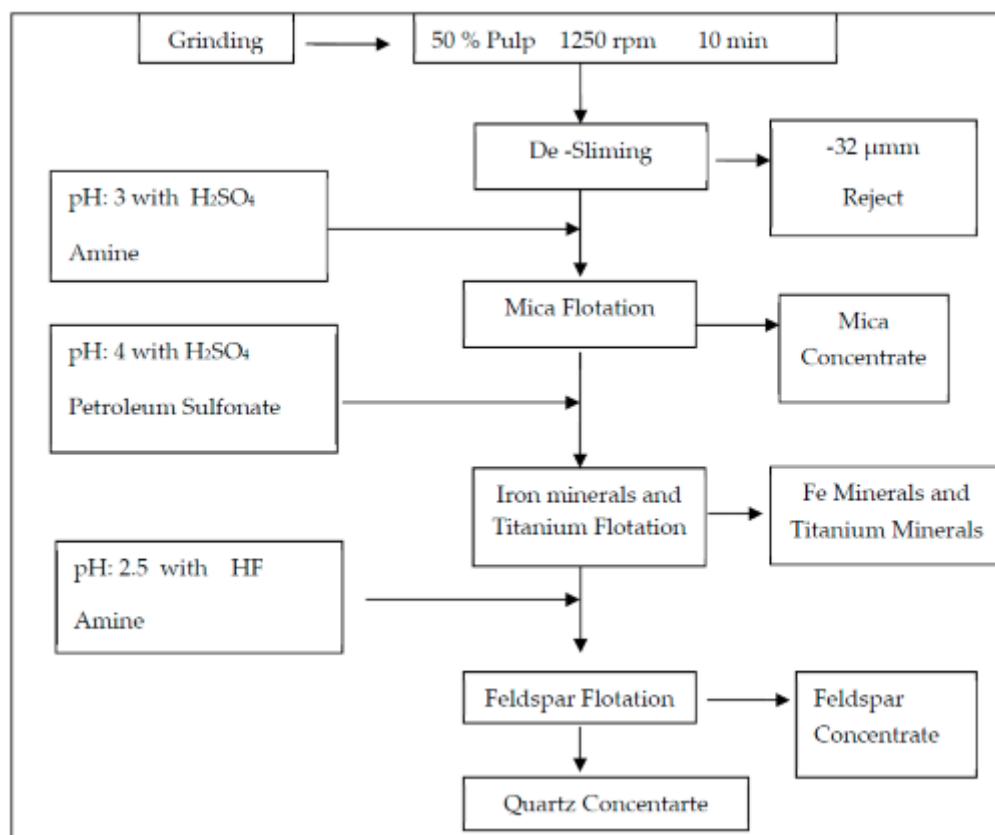 Grinding
50 % Pulp 1250 rpm 10 min
De -Sliming
-32 µmm
Reject
pH: 3 with H₂SO₄
Amine
Mica Flotation
Mica
Concentrate
pH: 4 with H₂SO₄
Petroleum Sulfonate
Iron minerals and
Titanium Flotation
Fe Minerals and
Titanium Minerals
pH: 2.5 with HF
Amine
Feldspar Flotation
Feldspar
Concentrate
Quartz Concentarte